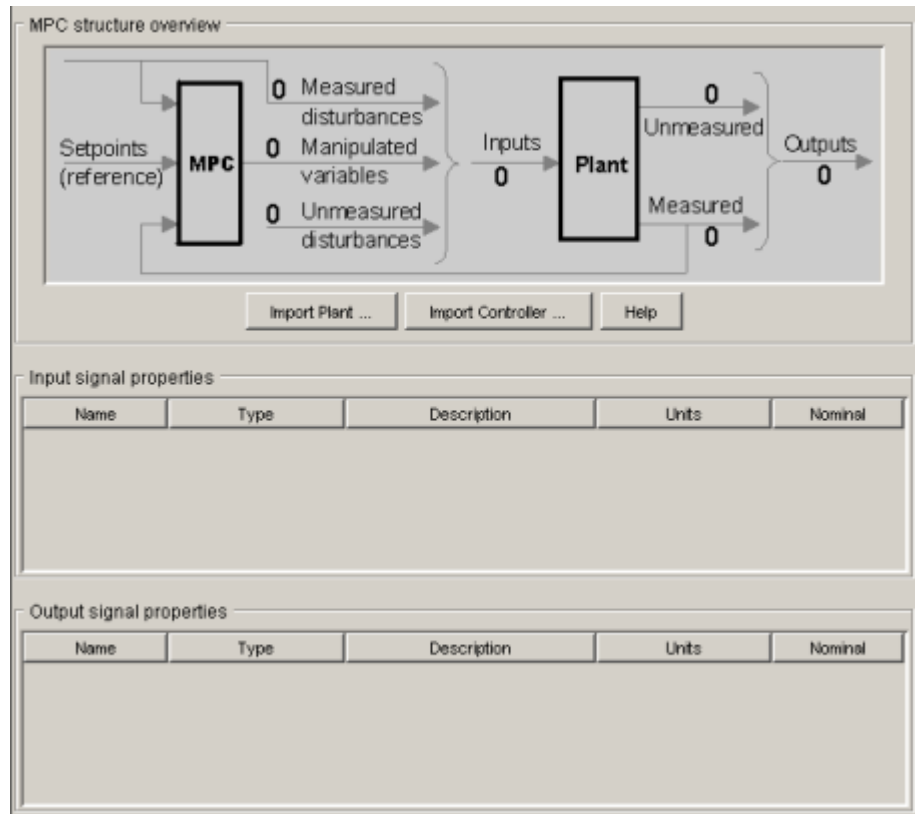 MPC structure overview
0 Measured
disturbances
Setpoints
(reference)
MPC
0 Manipulated
variables
0 Unmeasured
disturbances
Inputs
0
Plant
0
Unmeasured
Measured
0
Outputs
0
Import Plant ...
Import Controller ...
Help
Input signal properties
Name Type Description Units Nominal
Output signal properties
Name Type Description Units Nominal